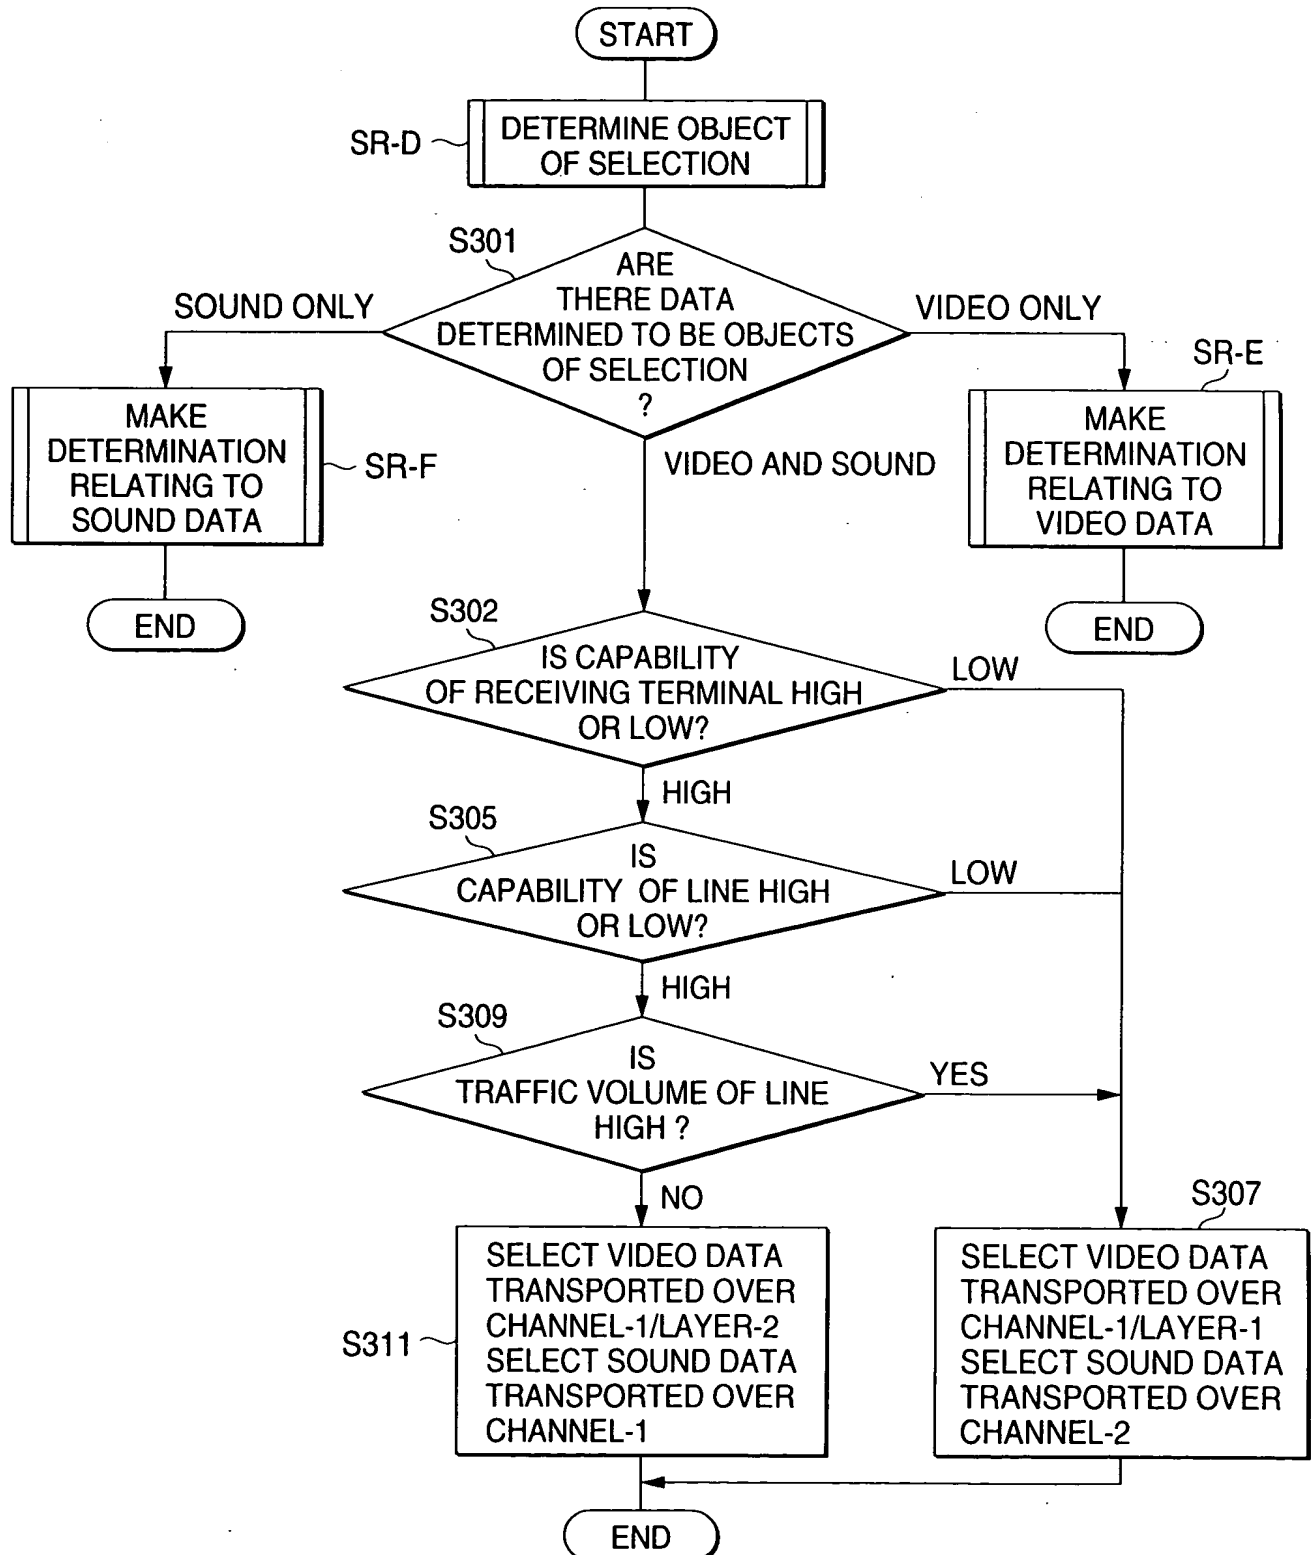 START
SR-D
DETERMINE OBJECT
OF SELECTION
S301
ARE
THERE DATA
DETERMINED TO BE OBJECTS
OF SELECTION
?
SOUND ONLY
VIDEO ONLY
SR-E
MAKE
DETERMINATION
RELATING TO
SOUND DATA
SR-F
VIDEO AND SOUND
MAKE
DETERMINATION
RELATING TO
VIDEO DATA
END
END
S302
IS CAPABILITY
OF RECEIVING TERMINAL HIGH
OR LOW?
LOW
HIGH
S305
IS
CAPABILITY OF LINE HIGH
OR LOW?
LOW
HIGH
S309
IS
TRAFFIC VOLUME OF LINE
HIGH ?
YES
NO
S307
S311
SELECT VIDEO DATA
TRANSPORTED OVER
CHANNEL-1/LAYER-2
SELECT SOUND DATA
TRANSPORTED OVER
CHANNEL-1
SELECT VIDEO DATA
TRANSPORTED OVER
CHANNEL-1/LAYER-1
SELECT SOUND DATA
TRANSPORTED OVER
CHANNEL-2
END